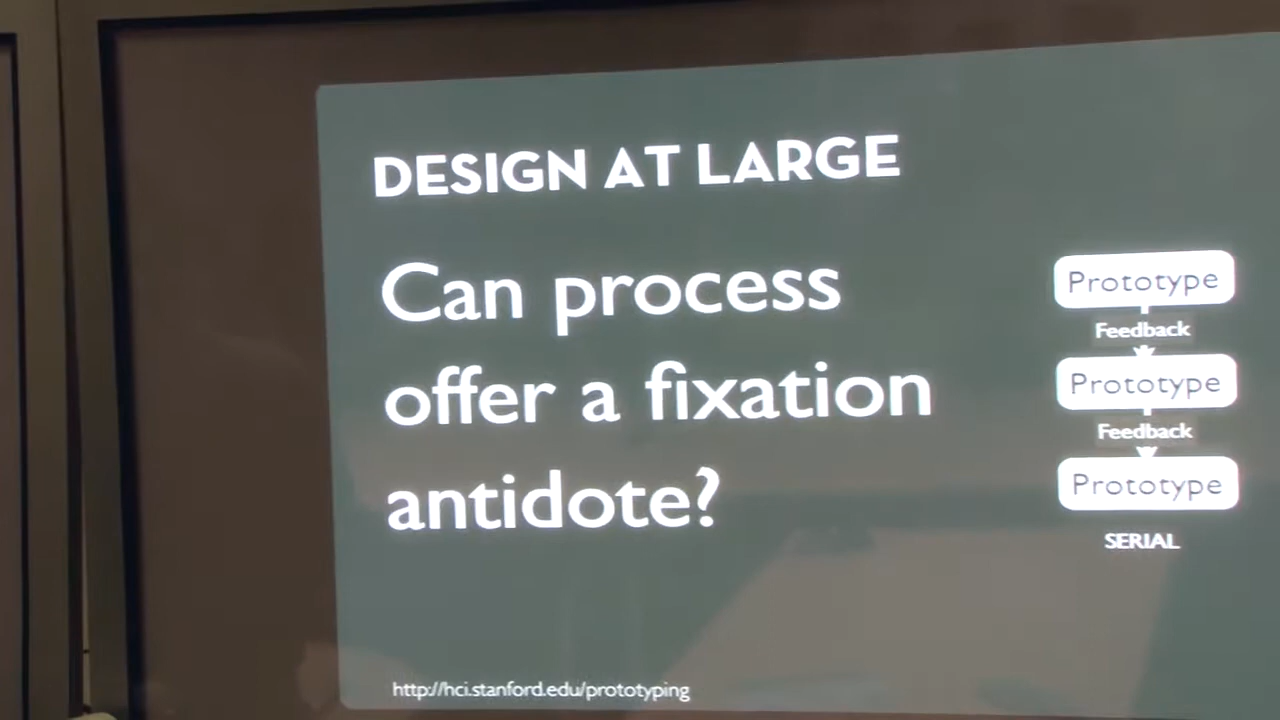 DESIGN AT LARGE
Can process
offer a fixation
antidote?
Prototype
Feedback
Prototype
Feedback
Prototype
SERIAL
http://hci.stanford.edu/prototyping